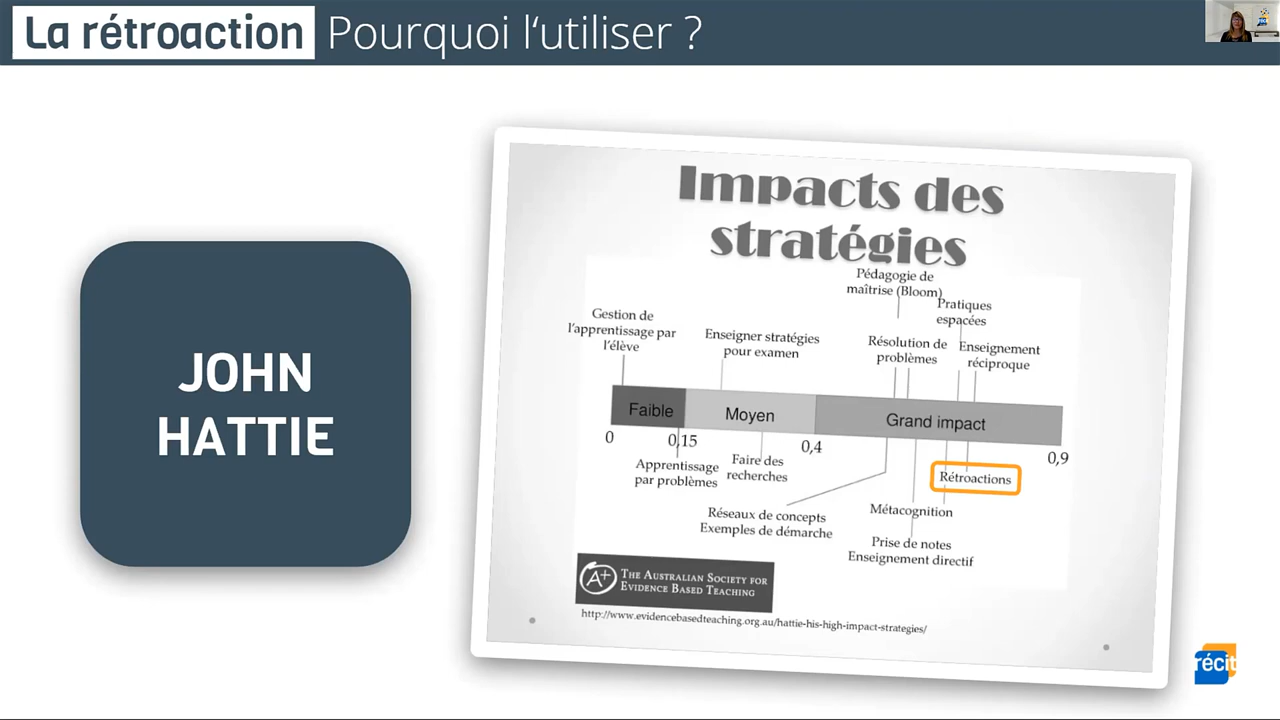 La rétroaction Pourquoi l'utiliser ?
JOHN
HATTIE
Impacts des
stratégies
Pédagogie de
maîtrise (Bloom)
Pratiques
espacées
Gestion de
l'apprentissage par
l'élève
Enseigner stratégies
pour examen
Résolution de
problèmes
Enseignement
réciproque
Faible
Moyen
Grand impact
0
0,15
0,4
0,9
Apprentissage
par problèmes
Faire des
recherches
Rétroactions
Réseaux de concepts
Exemples de démarche
Métacognition
Prise de notes
Enseignement directif
A+
THE AUSTRALIAN SOCIETY FOR
EVIDENCE BASED TEACHING
http://www.evidencebasedteaching.org.au/hattie-his-high-impact-strategies/
récit